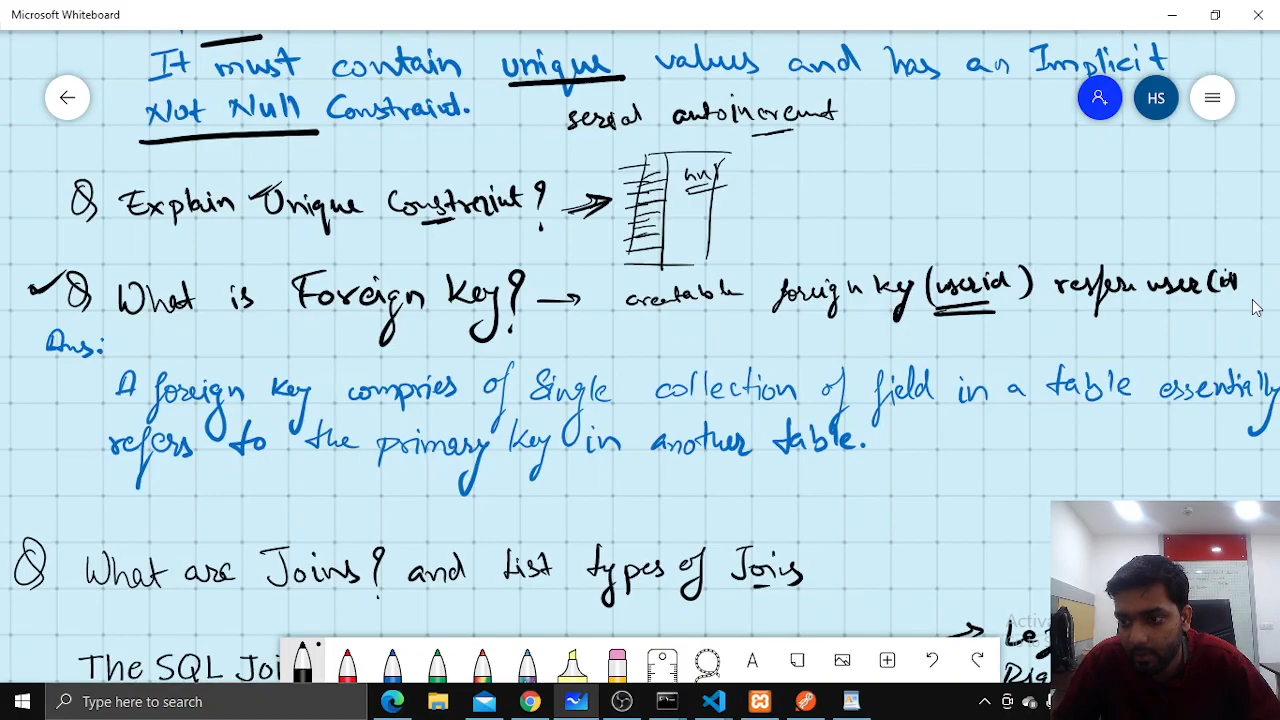 Microsoft Whiteboard
It must contain unique values and has an Implicit
Not Null Constraint.
serial autoincrement
HS
Q Explain Unique Constraint?
Q What is Foreign Key? → foreign key (userid) user(id
Ans:
A foreign key compries of Single collection of field in a table essentially
refers to the primary key in another table.
Q What are Joins? and List types of Joins
The SQL Joi
Activa
Type here to search